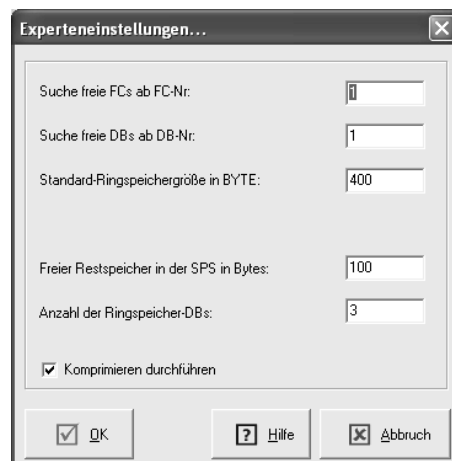 Experteneinstellungen...
Suche freie FCs ab FC-Nr: 1
Suche freie DBs ab DB-Nr: 1
Standard-Ringspeichergröße in BYTE: 400
Freier Restspeicher in der SPS in Bytes: 100
Anzahl der Ringspeicher-DBs: 3
Komprimieren durchführen
OK Hilfe Abbruch